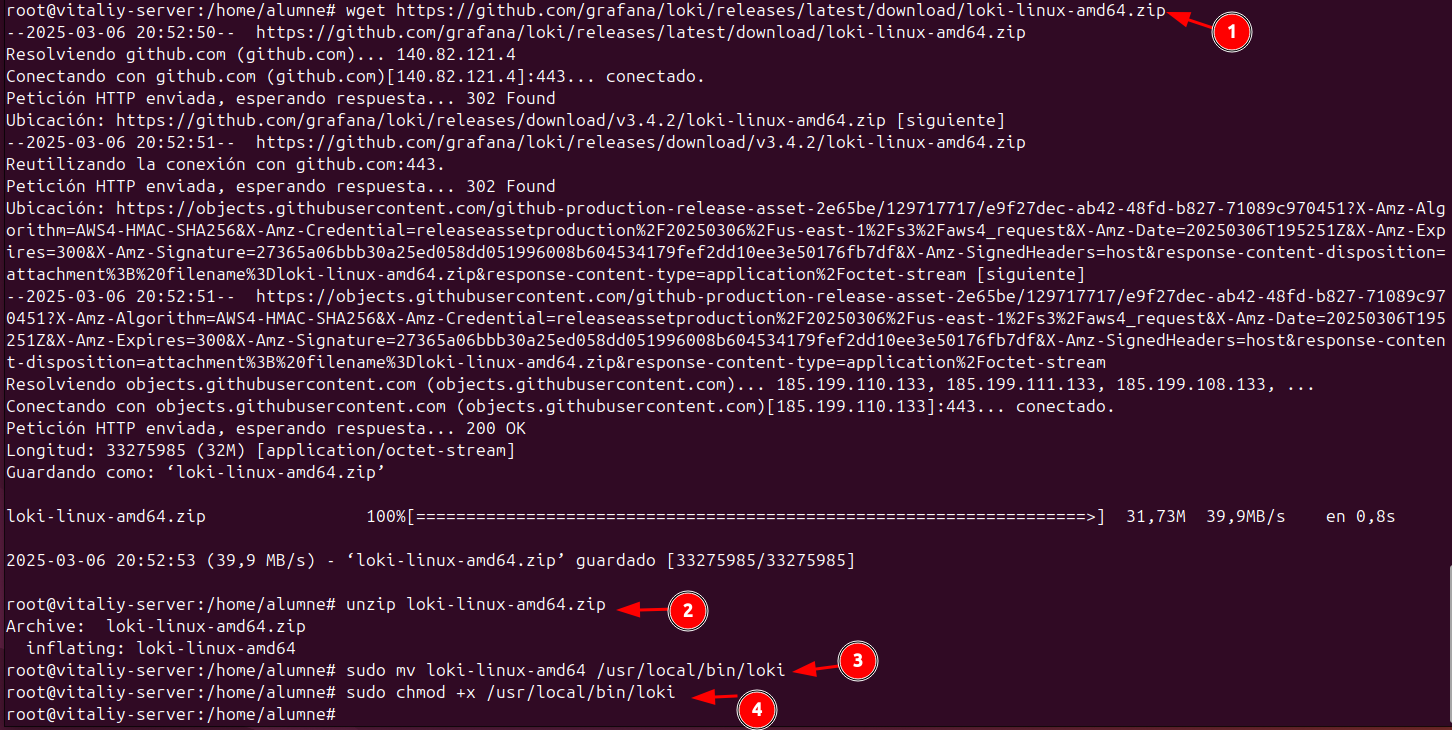 root@vitaliy-server:/home/alumne# wget https://github.com/grafana/loki/releases/latest/download/loki-linux-amd64.zip
1
--2025-03-06 20:52:50--  https://github.com/grafana/loki/releases/latest/download/loki-linux-amd64.zip
Resolviendo github.com (github.com)... 140.82.121.4
Conectando con github.com (github.com)[140.82.121.4]:443... conectado.
Petición HTTP enviada, esperando respuesta... 302 Found
Ubicación: https://github.com/grafana/loki/releases/download/v3.4.2/loki-linux-amd64.zip [siguiente]
--2025-03-06 20:52:51--  https://github.com/grafana/loki/releases/download/v3.4.2/loki-linux-amd64.zip
Reutilizando la conexión con github.com:443.
Petición HTTP enviada, esperando respuesta... 302 Found
Ubicación: https://objects.githubusercontent.com/github-production-release-asset-2e65be/129717717/e9f27dec-ab42-48fd-b827-71089c970451?X-Amz-Alg
orithm=AWS4-HMAC-SHA256&X-Amz-Credential=releaseassetproduction%2F20250306%2Fus-east-1%2Fs3%2Faws4_request&X-Amz-Date=20250306T195251Z&X-Amz-Exp
ires=300&X-Amz-Signature=27365a06bbb30a25ed058dd051996008b604534179fef2dd10ee3e50176fb7df&X-Amz-SignedHeaders=host&response-content-disposition=
attachment%3B%20filename%3Dloki-linux-amd64.zip&response-content-type=application%2Foctet-stream [siguiente]
--2025-03-06 20:52:51--  https://objects.githubusercontent.com/github-production-release-asset-2e65be/129717717/e9f27dec-ab42-48fd-b827-71089c97
0451?X-Amz-Algorithm=AWS4-HMAC-SHA256&X-Amz-Credential=releaseassetproduction%2F20250306%2Fus-east-1%2Fs3%2Faws4_request&X-Amz-Date=20250306T195
251Z&X-Amz-Expires=300&X-Amz-Signature=27365a06bbb30a25ed058dd051996008b604534179fef2dd10ee3e50176fb7df&X-Amz-SignedHeaders=host&response-conten
t-disposition=attachment%3B%20filename%3Dloki-linux-amd64.zip&response-content-type=application%2Foctet-stream
Resolviendo objects.githubusercontent.com (objects.githubusercontent.com)... 185.199.110.133, 185.199.111.133, 185.199.108.133, ...
Conectando con objects.githubusercontent.com (objects.githubusercontent.com)[185.199.110.133]:443... conectado.
Petición HTTP enviada, esperando respuesta... 200 OK
Longitud: 33275985 (32M) [application/octet-stream]
Guardando como: ‘loki-linux-amd64.zip’
loki-linux-amd64.zip                100%[===================================================================>]  31,73M  39,9MB/s    en 0,8s
2025-03-06 20:52:53 (39,9 MB/s) - ‘loki-linux-amd64.zip’ guardado [33275985/33275985]
root@vitaliy-server:/home/alumne# unzip loki-linux-amd64.zip
2
Archive:  loki-linux-amd64.zip
  inflating: loki-linux-amd64
root@vitaliy-server:/home/alumne# sudo mv loki-linux-amd64 /usr/local/bin/loki
3
root@vitaliy-server:/home/alumne# sudo chmod +x /usr/local/bin/loki
4
root@vitaliy-server:/home/alumne#